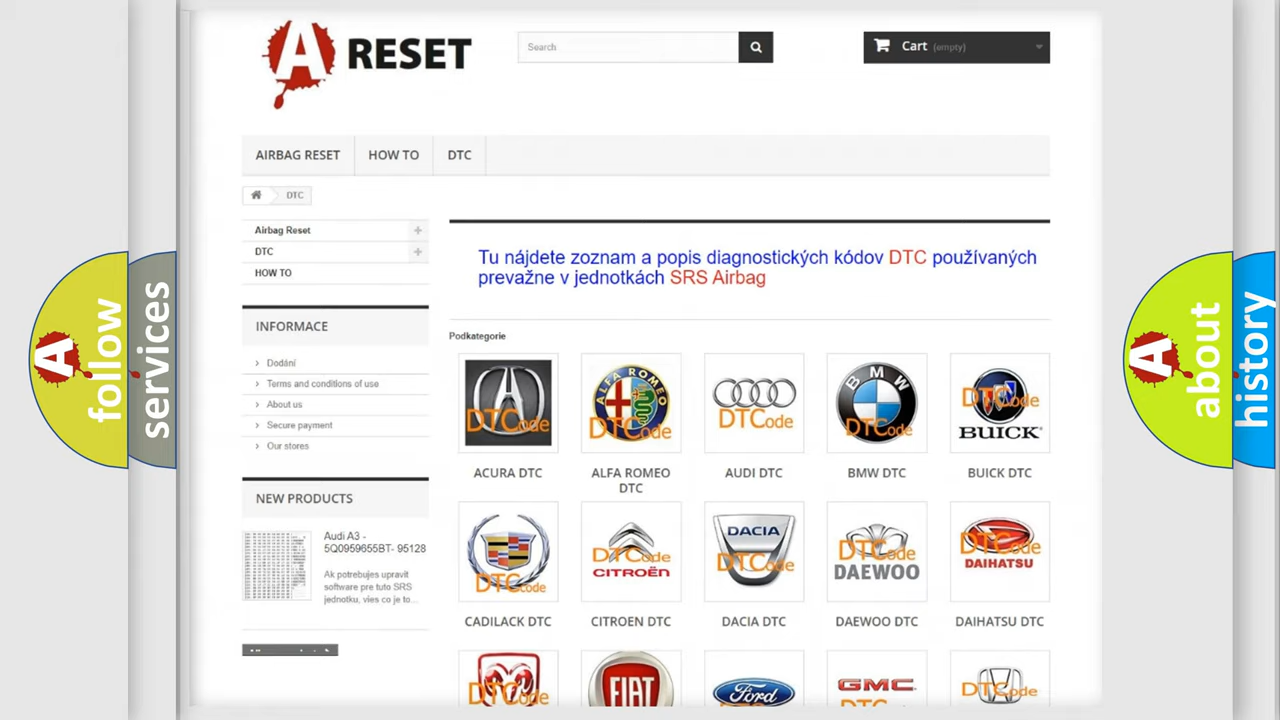 A RESET
Search
Cart (empty)
AIRBAG RESET
HOW TO
DTC
DTC
Airbag Reset
DTC
HOW TO
Tu nájdete zoznam a popis diagnostických kódov DTC používaných
prevažne v jednotkách SRS Airbag
INFORMACE
Podkategorie
Dodání
Terms and conditions of use
About us
Secure payment
Our stores
DTCode
ALFA ROMEO
DTCode
DTCode
BMW
DTCode
DTCode
BUICK
ACURA DTC
ALFA ROMEO
DTC
AUDI DTC
BMW DTC
BUICK DTC
NEW PRODUCTS
Audi A3 -
5Q0959655BT- 95128
Ak potrebujes upravit
software pre tuto SRS
jednotku, vies co je to...
DTCode
DTCode
CITROËN
DACIA
DTCode
DTCode
DAEWOO
DTCode
DAIHATSU
CADILACK DTC
CITROEN DTC
DACIA DTC
DAEWOO DTC
DAIHATSU DTC
DTCode
FIAT
Ford
GMC
DTCode
A follow
services
A about
history